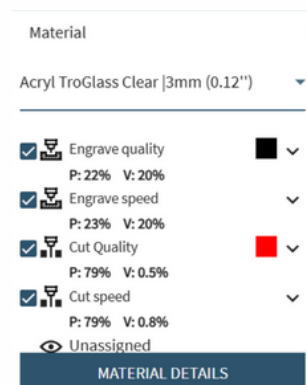 Material
Acryl TroGlass Clear |3mm (0.12'')
Engrave quality
P: 22% V: 20%
Engrave speed
P: 23% V: 20%
Cut Quality
P: 79% V: 0.5%
Cut speed
P: 79% V: 0.8%
Unassigned
MATERIAL DETAILS